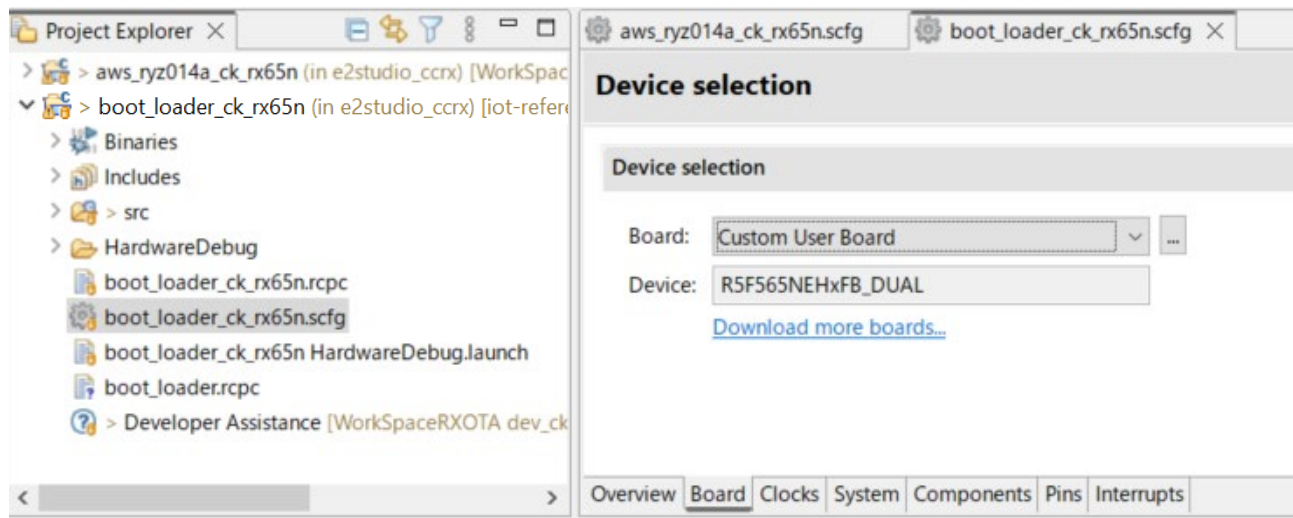 Project Explorer
> aws_ryz014a_ck_rx65n (in e2studio_ccrx) [WorkSpac
> boot_loader_ck_rx65n (in e2studio_ccrx) [iot-refere
Binaries
Includes
> src
HardwareDebug
boot_loader_ck_rx65n.rcpc
boot_loader_ck_rx65n.scfg
boot_loader_ck_rx65n HardwareDebug.launch
boot_loader.rcpc
> Developer Assistance [WorkSpaceRXOTA dev_ck
aws_ryz014a_ck_rx65n.scfg boot_loader_ck_rx65n.scfg
Device selection
Device selection
Board: Custom User Board ...
Device: R5F565NEHxFB_DUAL
Download more boards...
Overview Board Clocks System Components Pins Interrupts